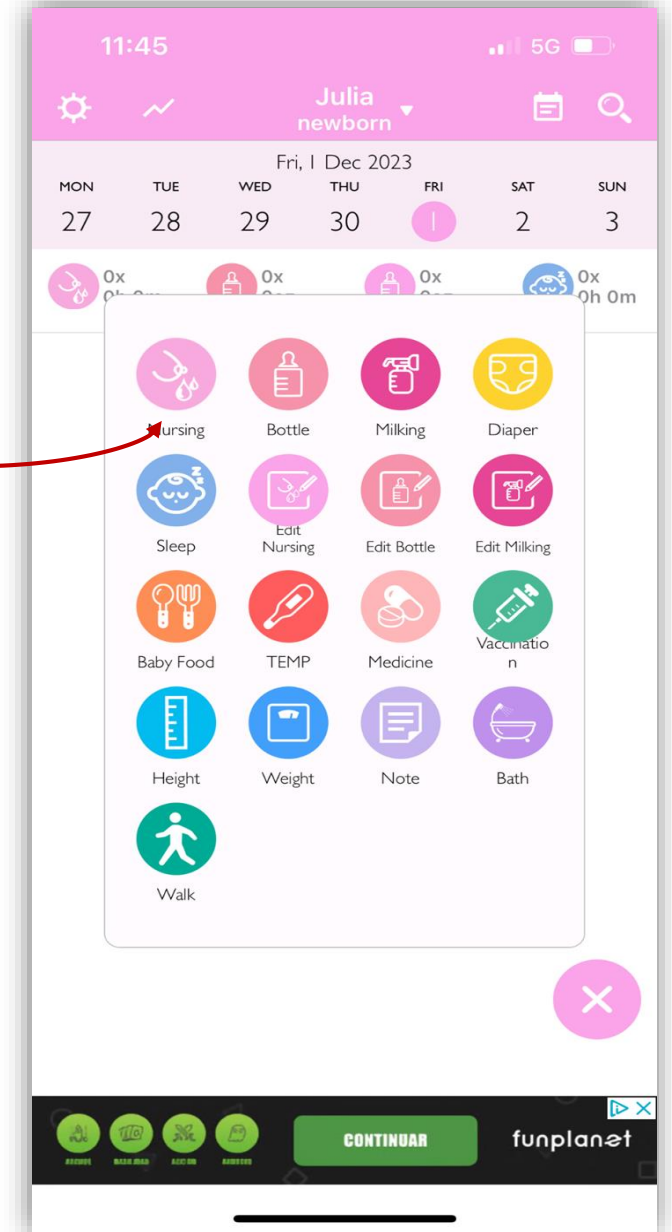 11:45
5G
Julia
newborn
Fri, 1 Dec 2023
MON TUE WED THU FRI SAT SUN
27 28 29 30 1 2 3
0x 0x 0x 0x
0h 0m
Nursing Bottle Milking Diaper
Sleep Edit Nursing Edit Bottle Edit Milking
Baby Food TEMP Medicine Vaccinatio
n
Height Weight Note Bath
Walk
CONTINUAR
funplanet